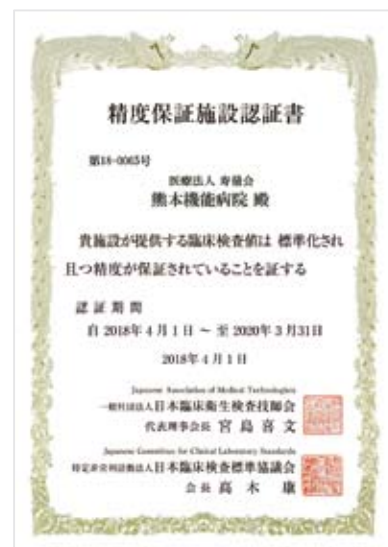 精度保証施設認証書
第18-0065号
医療法人 寿量会
熊本機能病院 殿
貴施設が提供する臨床検査値は 標準化され
且つ精度が保証されていることを証する
認証期間
自 2018年4月1日 ～ 至 2020年3月31日
2018年4月1日
Japanese Association of Medical Technologists
一般社団法人日本臨床衛生検査技師会
代表理事会長 宮島喜文
Japanese Committee for Clinical Laboratory Standards
特定非営利活動法人日本臨床検査標準協議会
会長 高木 康